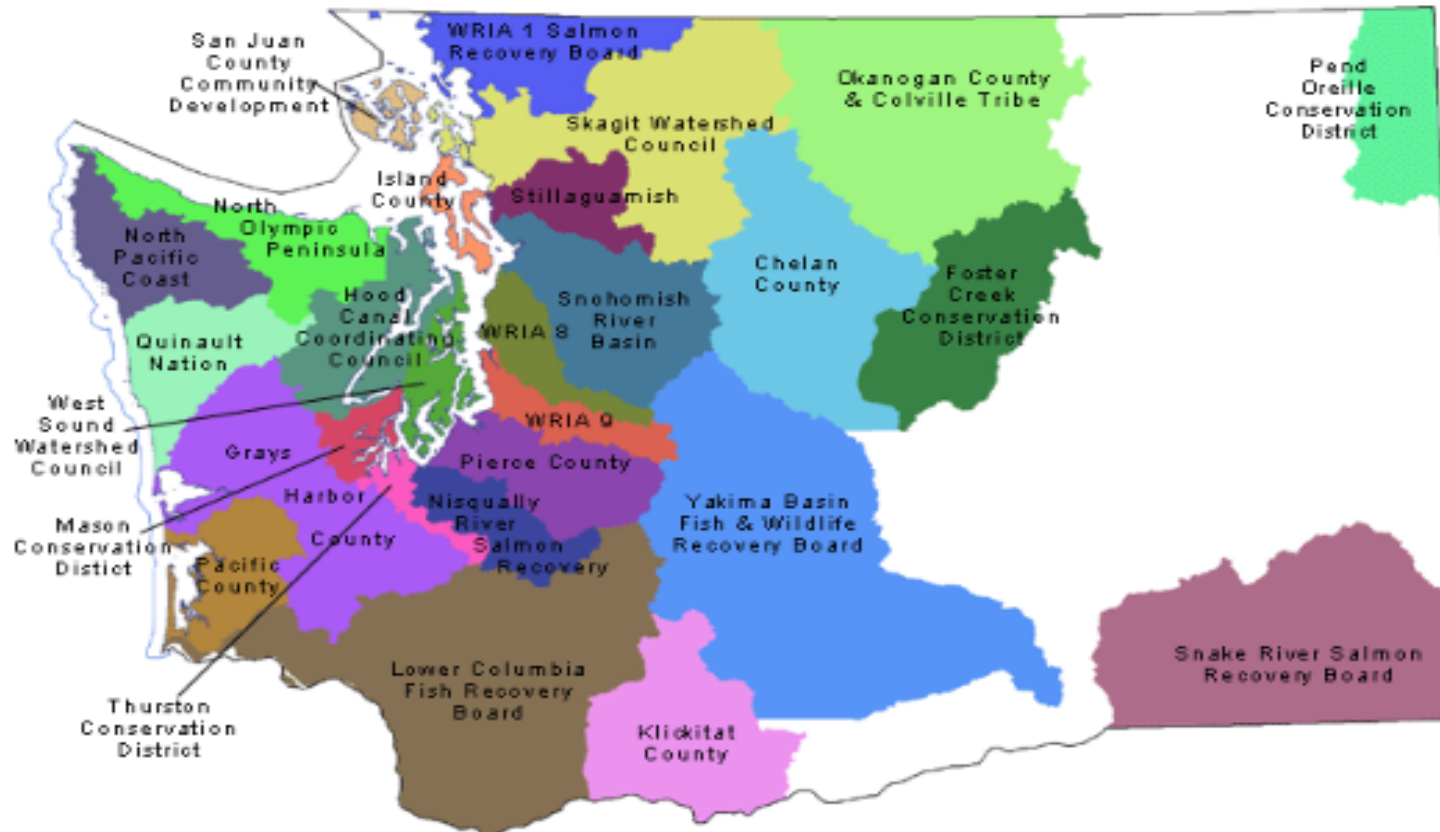 San Juan
County
Community
Development
WRIA 1 Salmon
Recovery Board
Okanogan County
& Colville Tribe
Pend
Oreille
Conservation
District
Skagit Watershed
Council
Island
County
Stillaguamish
North
Olympic
Peninsula
North
Pacific
Coast
Chelan
County
Foster
Creek
Conservation
District
Hood
Canal
Coordinating
Council
WRIA 8
Snohomish
River
Basin
Quinault
Nation
West
Sound
Watershed
Council
WRIA 9
Grays
Harbor
County
Pierce County
Nisqually
River
Salmon
Recovery
Yakima Basin
Fish & Wildlife
Recovery Board
Mason
Conservation
Distict
Pacific
County
Lower Columbia
Fish Recovery
Board
Snake River Salmon
Recovery Board
Thurston
Conservation
District
Klickitat
County